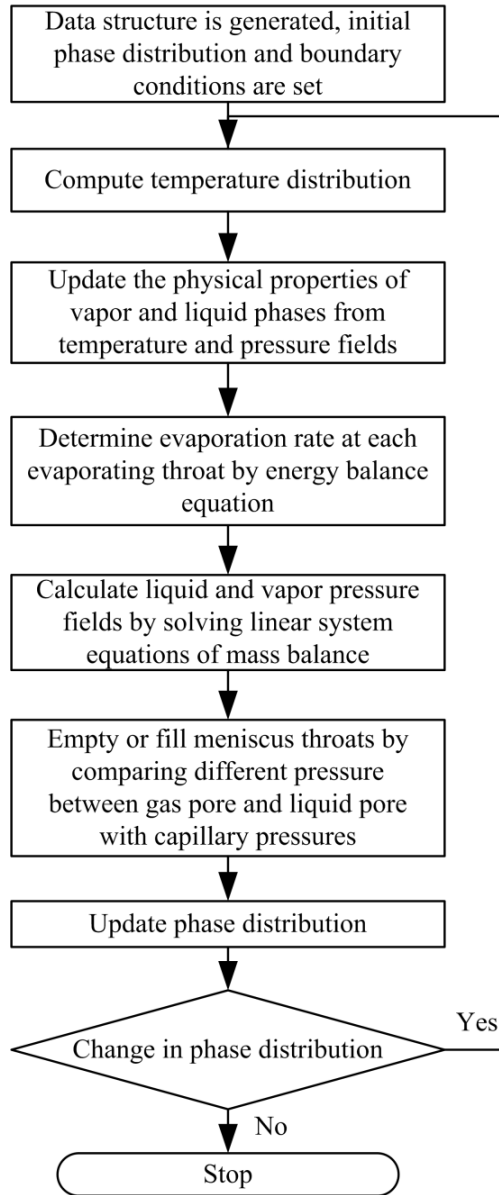 Data structure is generated, initial
phase distribution and boundary
conditions are set
Compute temperature distribution
Update the physical properties of
vapor and liquid phases from
temperature and pressure fields
Determine evaporation rate at each
evaporating throat by energy balance
equation
Calculate liquid and vapor pressure
fields by solving linear system
equations of mass balance
Empty or fill meniscus throats by
comparing different pressure
between gas pore and liquid pore
with capillary pressures
Update phase distribution
Change in phase distribution
Yes
No
Stop